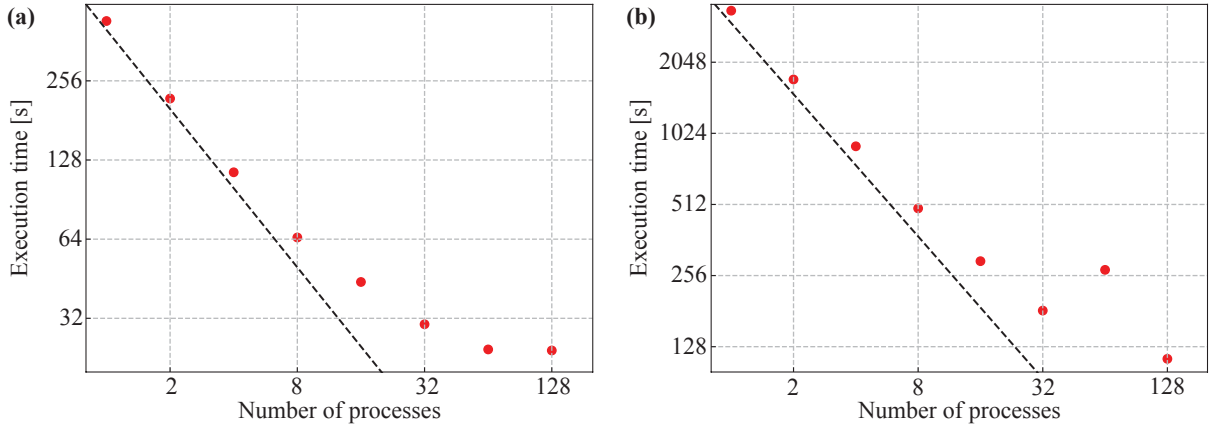 (a)
Execution time [s]
256
128
64
32
2 8 32 128
Number of processes
(b)
Execution time [s]
2048
1024
512
256
128
2 8 32 128
Number of processes